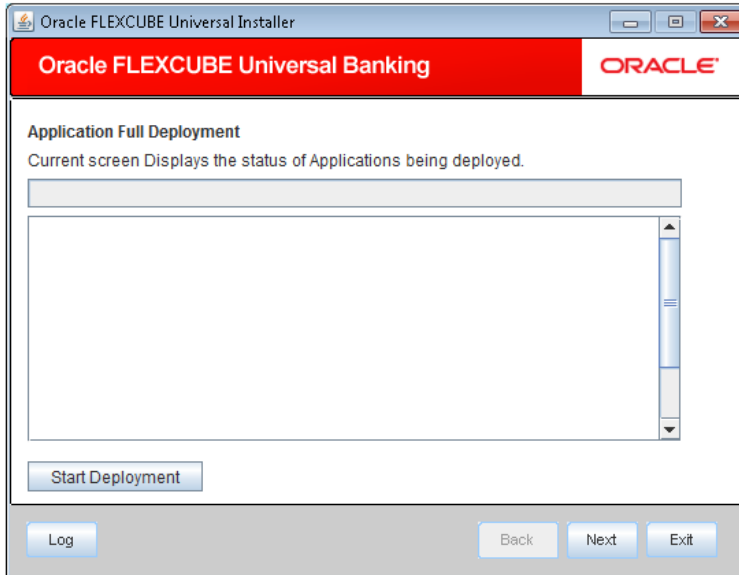 Oracle FLEXCUBE Universal Installer
Oracle FLEXCUBE Universal Banking
ORACLE
Application Full Deployment
Current screen Displays the status of Applications being deployed.
Start Deployment
Log
Back
Next
Exit